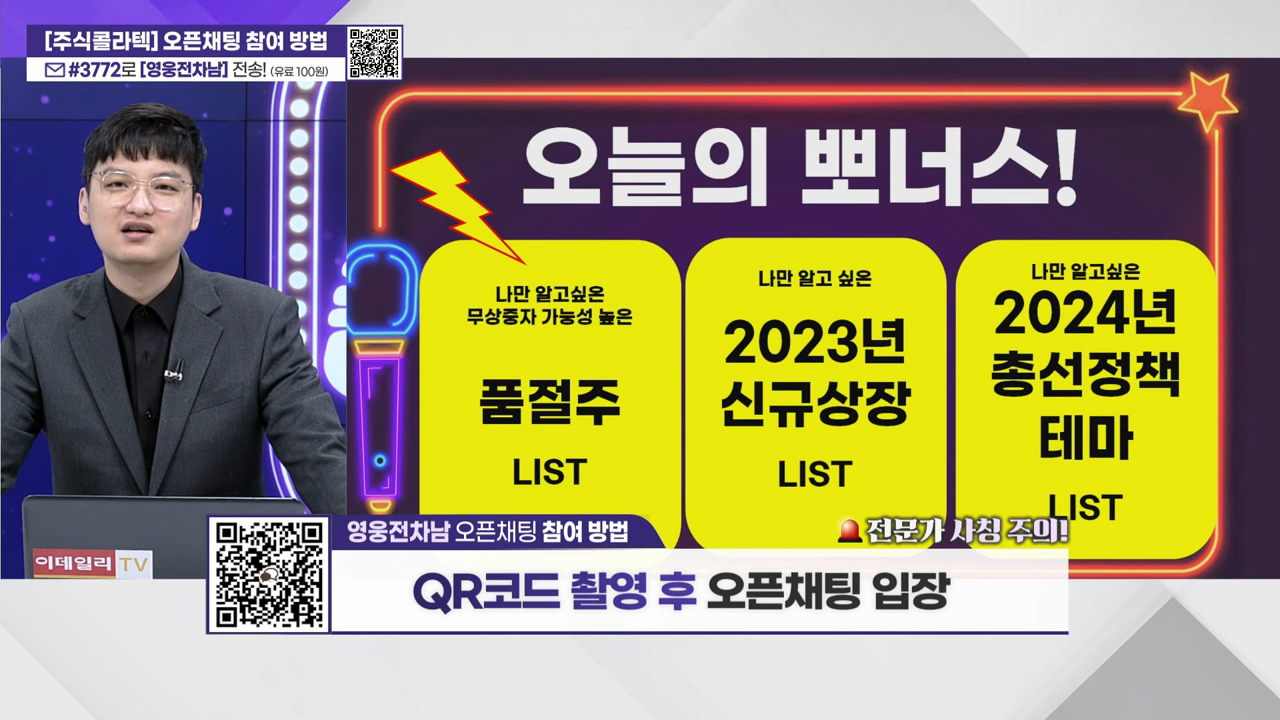 [주식콜라텍] 오픈채팅 참여 방법
#3772로 [영웅전차남] 전송! (유료 100원)
오늘의 뽀너스!
나만 알고싶은
무상증자 가능성 높은
품절주
LIST
나만 알고 싶은
2023년
신규상장
LIST
나만 알고싶은
2024년
총선정책
테마
LIST
이데일리 TV
영웅전차남 오픈채팅 참여 방법
전문가 사칭 주의!
QR코드 촬영 후 오픈채팅 입장